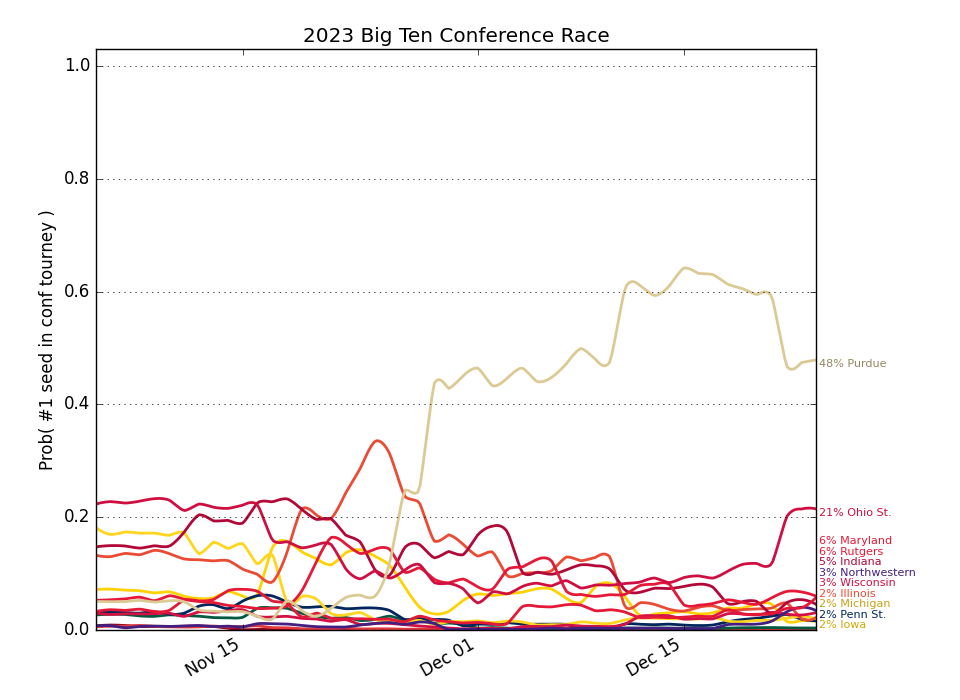 2023 Big Ten Conference Race
Prob( #1 seed in conf tourney )
1.0
0.8
0.6
0.4
0.2
0.0
Nov 15
Dec 01
Dec 15
48% Purdue
21% Ohio St.
6% Maryland
6% Rutgers
5% Indiana
3% Northwestern
3% Wisconsin
2% Illinois
2% Michigan
2% Penn St.
2% Iowa